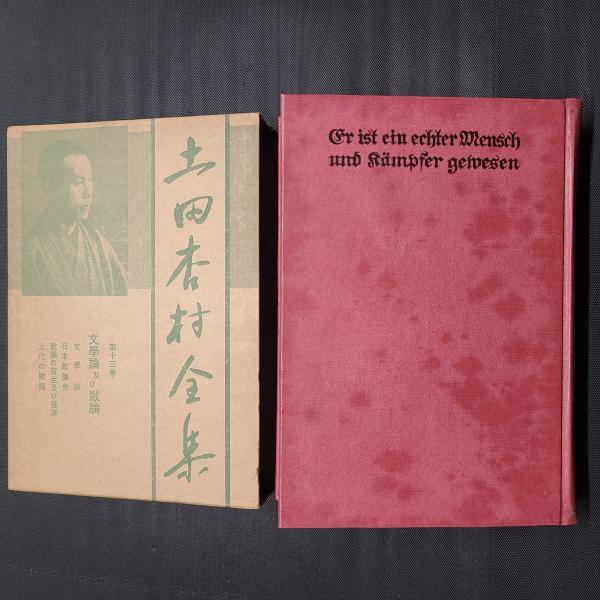 土田杏村全集
第十三卷
文學論及び歌論
文學論
日本歌論史
歌謠の發生及び發達
上代の歌謠
Er ist ein echter Mensch
und Kämpfer gewesen